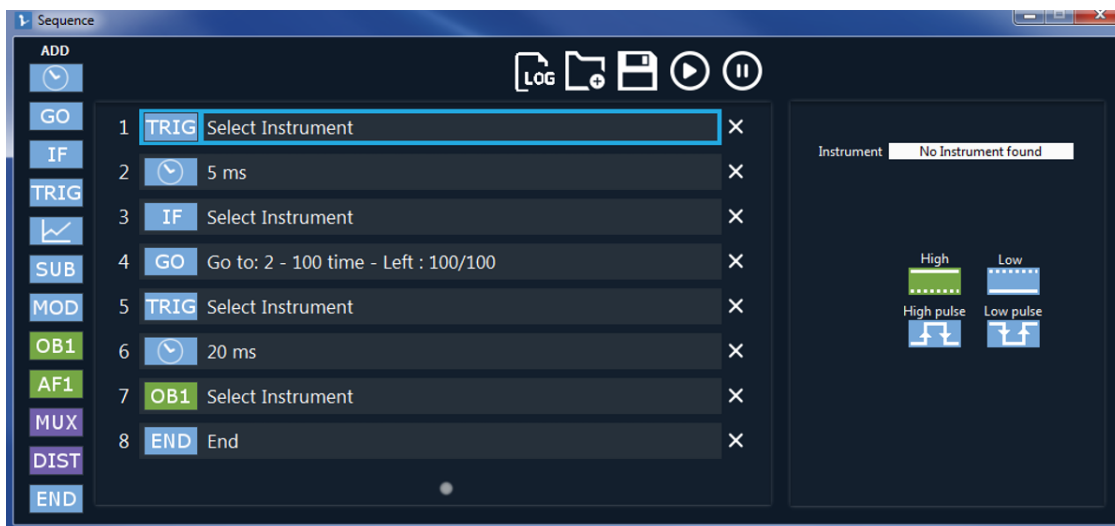 Sequence
ADD
LOG
GO
IF
TRIG
SUB
MOD
OB1
AF1
MUX
DIST
END
1 TRIG Select Instrument
2 5 ms
3 IF Select Instrument
4 GO Go to: 2 - 100 time - Left : 100/100
5 TRIG Select Instrument
6 20 ms
7 OB1 Select Instrument
8 END End
Instrument No Instrument found
High Low
High pulse Low pulse